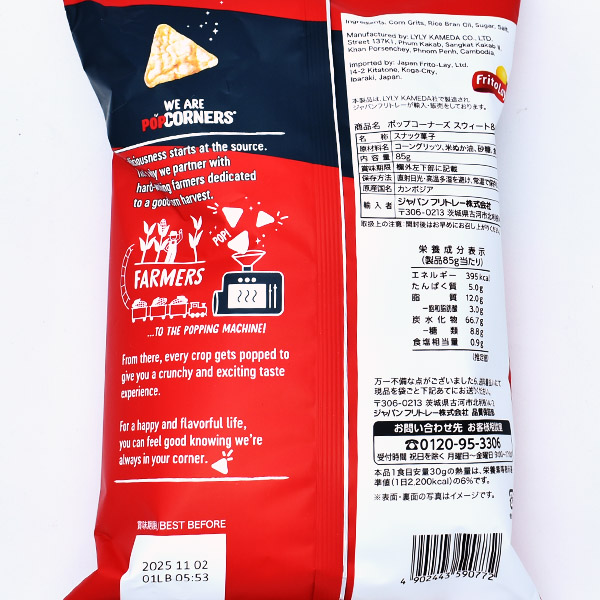 WE ARE
POPCORNERS®
starts at the source.
we partner with
farmers dedicated
harvest.
POP!
FARMERS
...TO THE POPPING MACHINE!
From there, every crop gets popped to
give you a crunchy and exciting taste
experience.
For a happy and flavorful life,
you can feel good knowing we're
always in your corner.
賞味期限/BEST BEFORE
2025 11 02
01LB 05:53
Ingredients: Corn Grits, Rice Bran Oil, Sugar, Salt.
Manufactured by: LYLY KAMEDA CO., LTD.
Street 137K1, Phum Kakab, Sangkat Kakab
Khan Porsenchey, Phnom Penh, Cambodia.
Imported by: Japan Frito-Lay, Ltd.
14-2 Kitatone, Koga-City,
Ibaraki, Japan.
Frito Lay
本製品は、LYLY KAMEDA社で製造され
ジャパンフリトレーが輸入・販売をしております。
商品名 ポップコーナーズ スウィート&
名称 スナック菓子
原材料名 コーングリッツ、米ぬか油、砂糖、
内容量 85g
賞味期限 欄外左下部に記載
保存方法 直射日光・高温多湿を避け、常温で
原産国名 カンボジア
輸入者 ジャパン フリトレー株式会社
〒306-0213 茨城県古河市北利根
取扱上の注意:開封後はお早めにお召し上がりください。
栄養成分表示
(製品85g当たり)
エネルギー 395kcal
たんぱく質 5.0g
脂質 12.0g
-飽和脂肪酸 3.0g
炭水化物 66.7g
-糖類 8.8g
食塩相当量 0.9g
(推定値)
万一不備な点がございましたら、お買い求め
現品を袋ごと下記あてにお送りください。
〒306-0213 茨城県古河市北利根
ジャパン フリトレー株式会社 品質保証部
お問い合わせ先 お客様相談室
0120-95-3306
受付時間 祝日を除く 月曜日~金曜日 9:00~
本品1食目安量30gの熱量は、栄養素等
準値(1日2,200kcal)の6%です。
※表面・裏面の写真はイメージです。
4 902443 590772